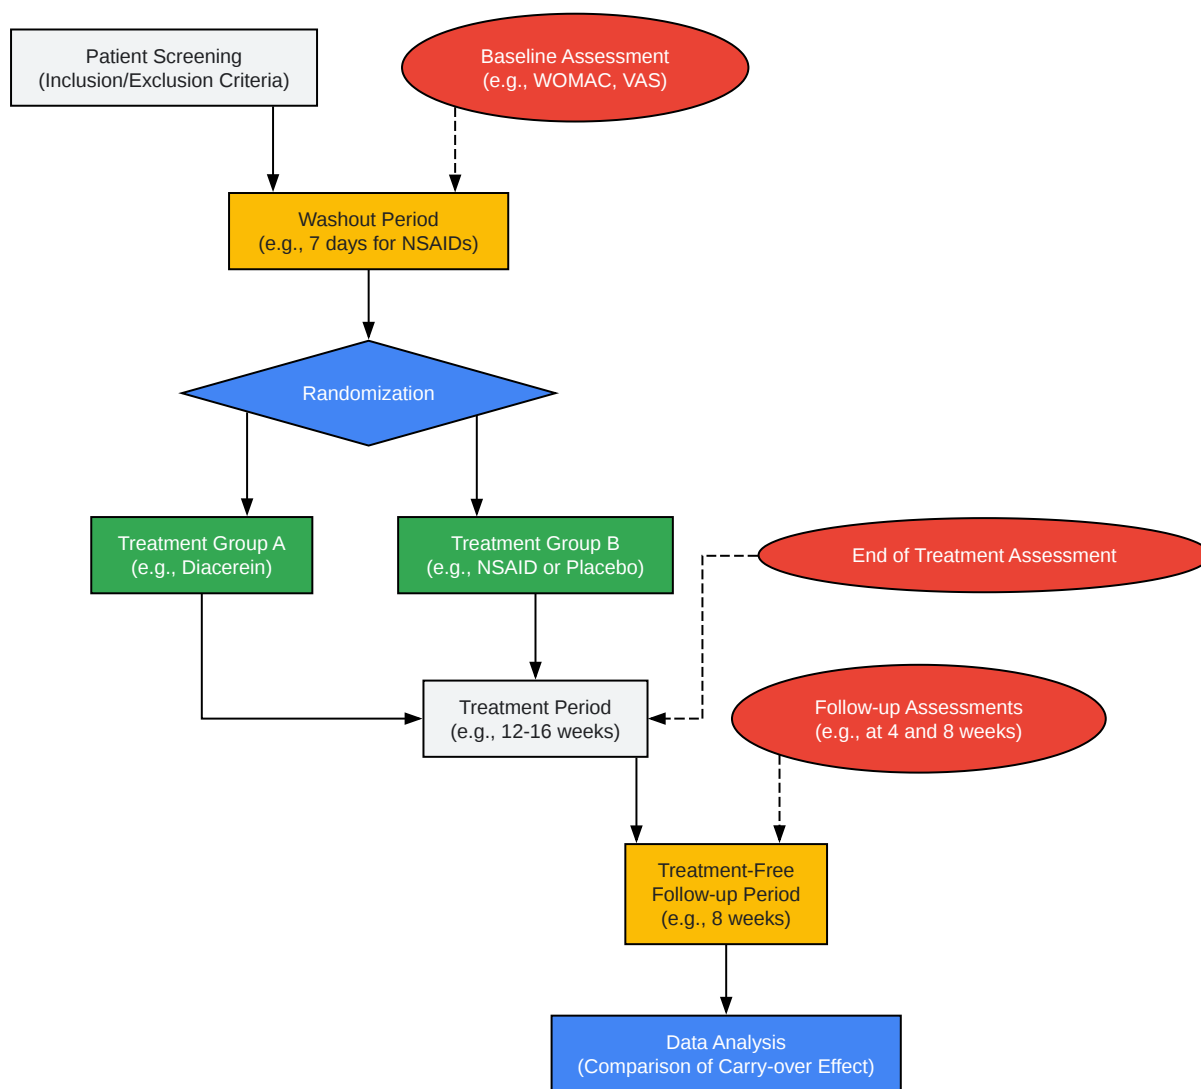 Patient Screening
(Inclusion/Exclusion Criteria)
Baseline Assessment
(e.g., WOMAC, VAS)
Washout Period
(e.g., 7 days for NSAIDs)
Randomization
Treatment Group A
(e.g., Diacerein)
Treatment Group B
(e.g., NSAID or Placebo)
End of Treatment Assessment
Treatment Period
(e.g., 12-16 weeks)
Follow-up Assessments
(e.g., at 4 and 8 weeks)
Treatment-Free
Follow-up Period
(e.g., 8 weeks)
Data Analysis
(Comparison of Carry-over Effect)